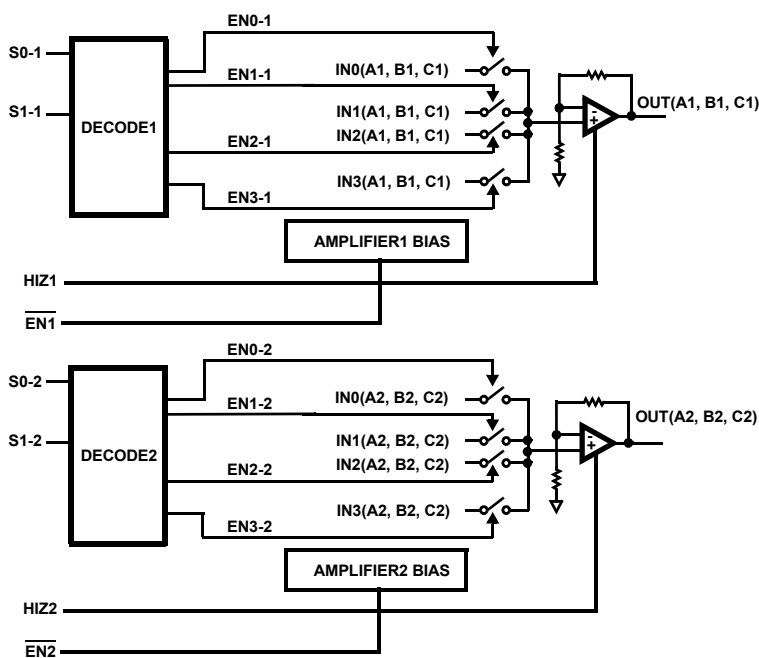 EN0-1
S0-1
EN1-1
IN0(A1, B1, C1)
OUT(A1, B1, C1)
S1-1
DECODE1
IN1(A1, B1, C1)
IN2(A1, B1, C1)
EN2-1
IN3(A1, B1, C1)
EN3-1
-
+
AMPLIFIER1 BIAS
HIZ1
EN1
EN0-2
S0-2
EN1-2
IN0(A2, B2, C2)
OUT(A2, B2, C2)
S1-2
DECODE2
IN1(A2, B2, C2)
IN2(A2, B2, C2)
EN2-2
IN3(A2, B2, C2)
EN3-2
-
+
AMPLIFIER2 BIAS
HIZ2
EN2